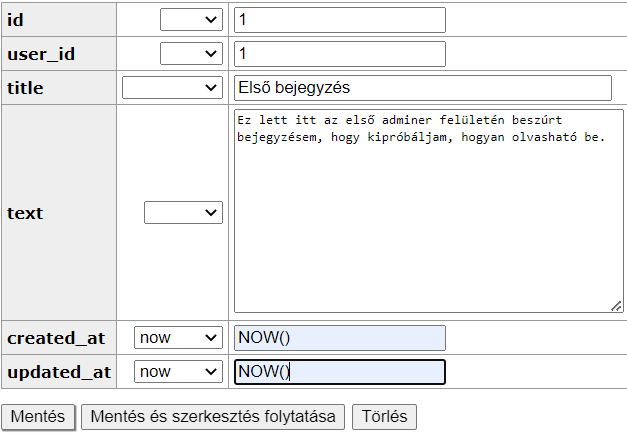 id 1
user_id 1
title Első bejegyzés
text Ez lett itt az első adminer felületén beszúrt
bejegyzésem, hogy kipróbáljam, hogyan olvasható be.
created_at now NOW()
updated_at now NOW()
Mentés Mentés és szerkesztés folytatása Törlés